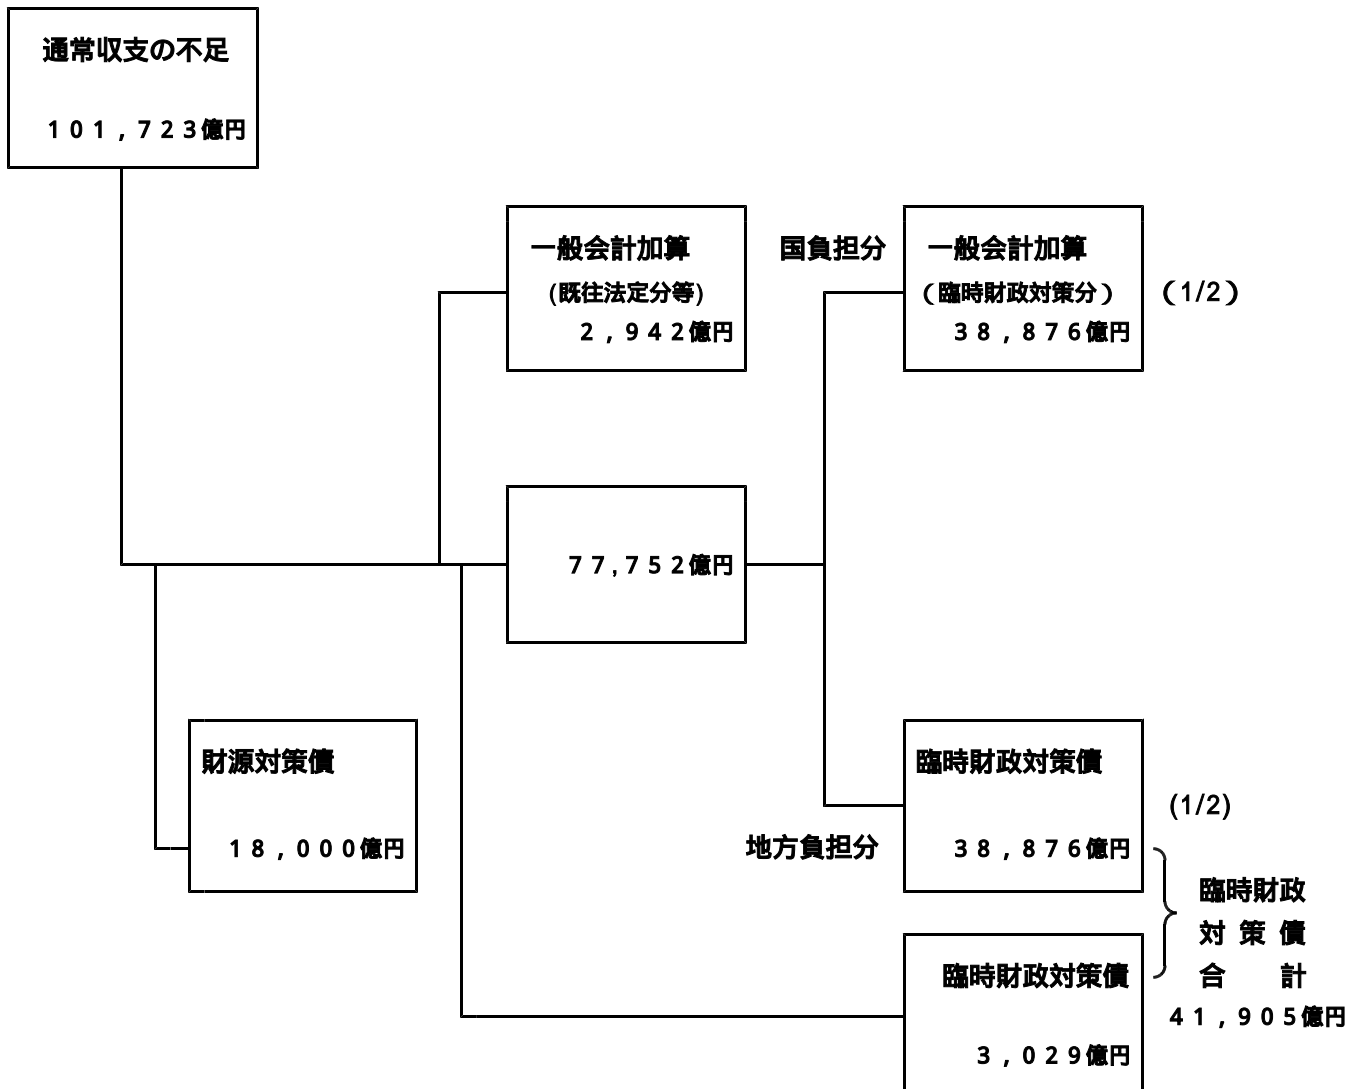 通常収支の不足
１０１，７２３億円
一般会計加算
(既往法定分等)
２，９４２億円
国負担分
一般会計加算
（臨時財政対策分）
３８，８７６億円
（1/2）
７７,７５２億円
財源対策債
１８，０００億円
臨時財政対策債
３８，８７６億円
(1/2)
地方負担分
臨時財政対策債
３，０２９億円
臨時財政
対 策 債
合　　計
４１，９０５億円